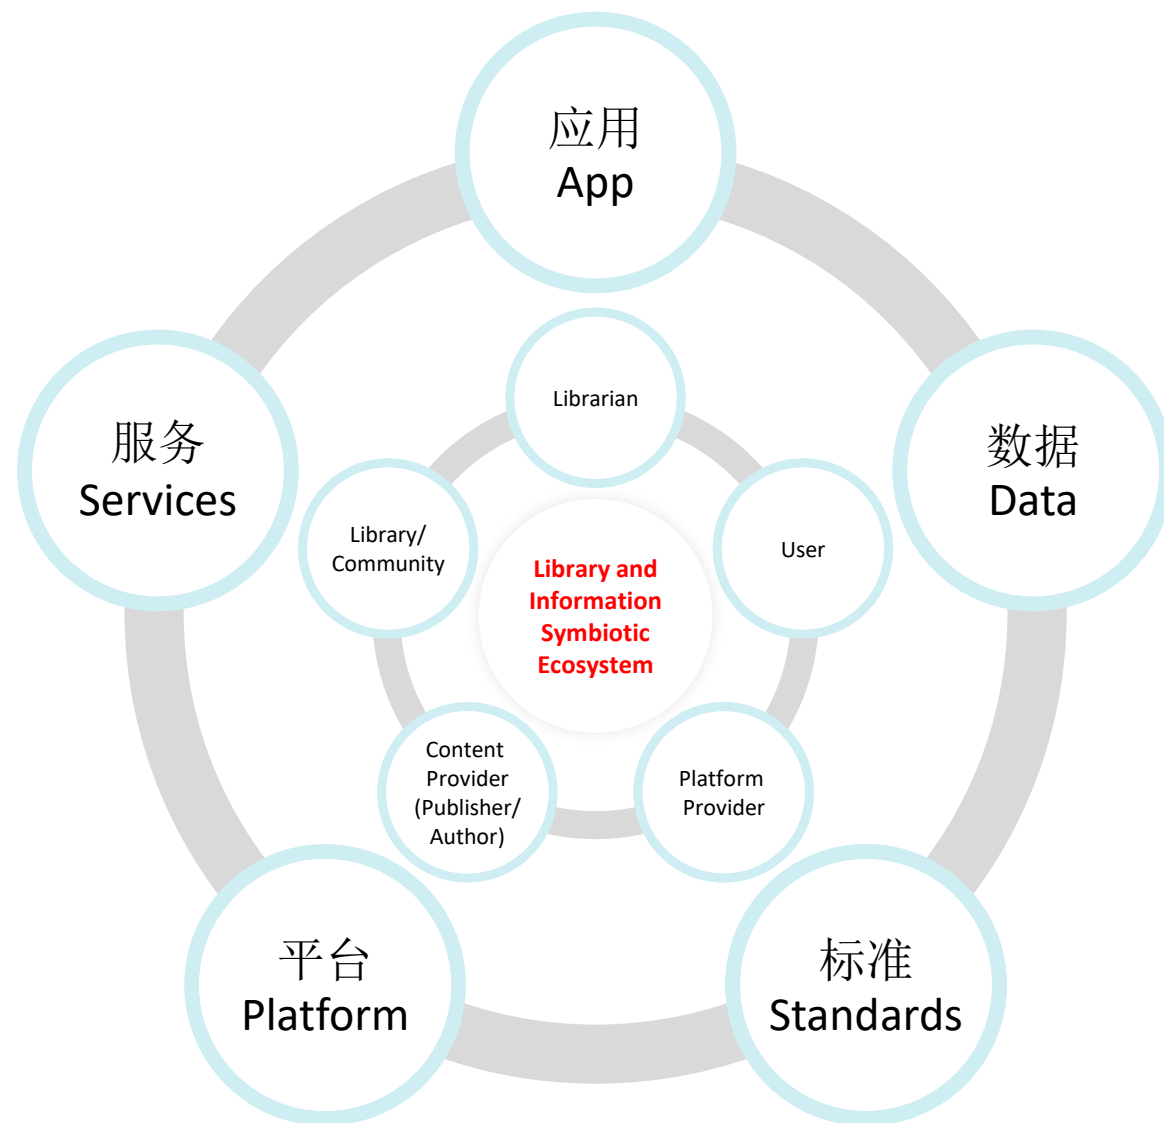 应用
App
服务
Services
数据
Data
Librarian
Library/
Community
User
Library and
Information
Symbiotic
Ecosystem
Content
Provider
(Publisher/
Author)
Platform
Provider
平台
Platform
标准
Standards